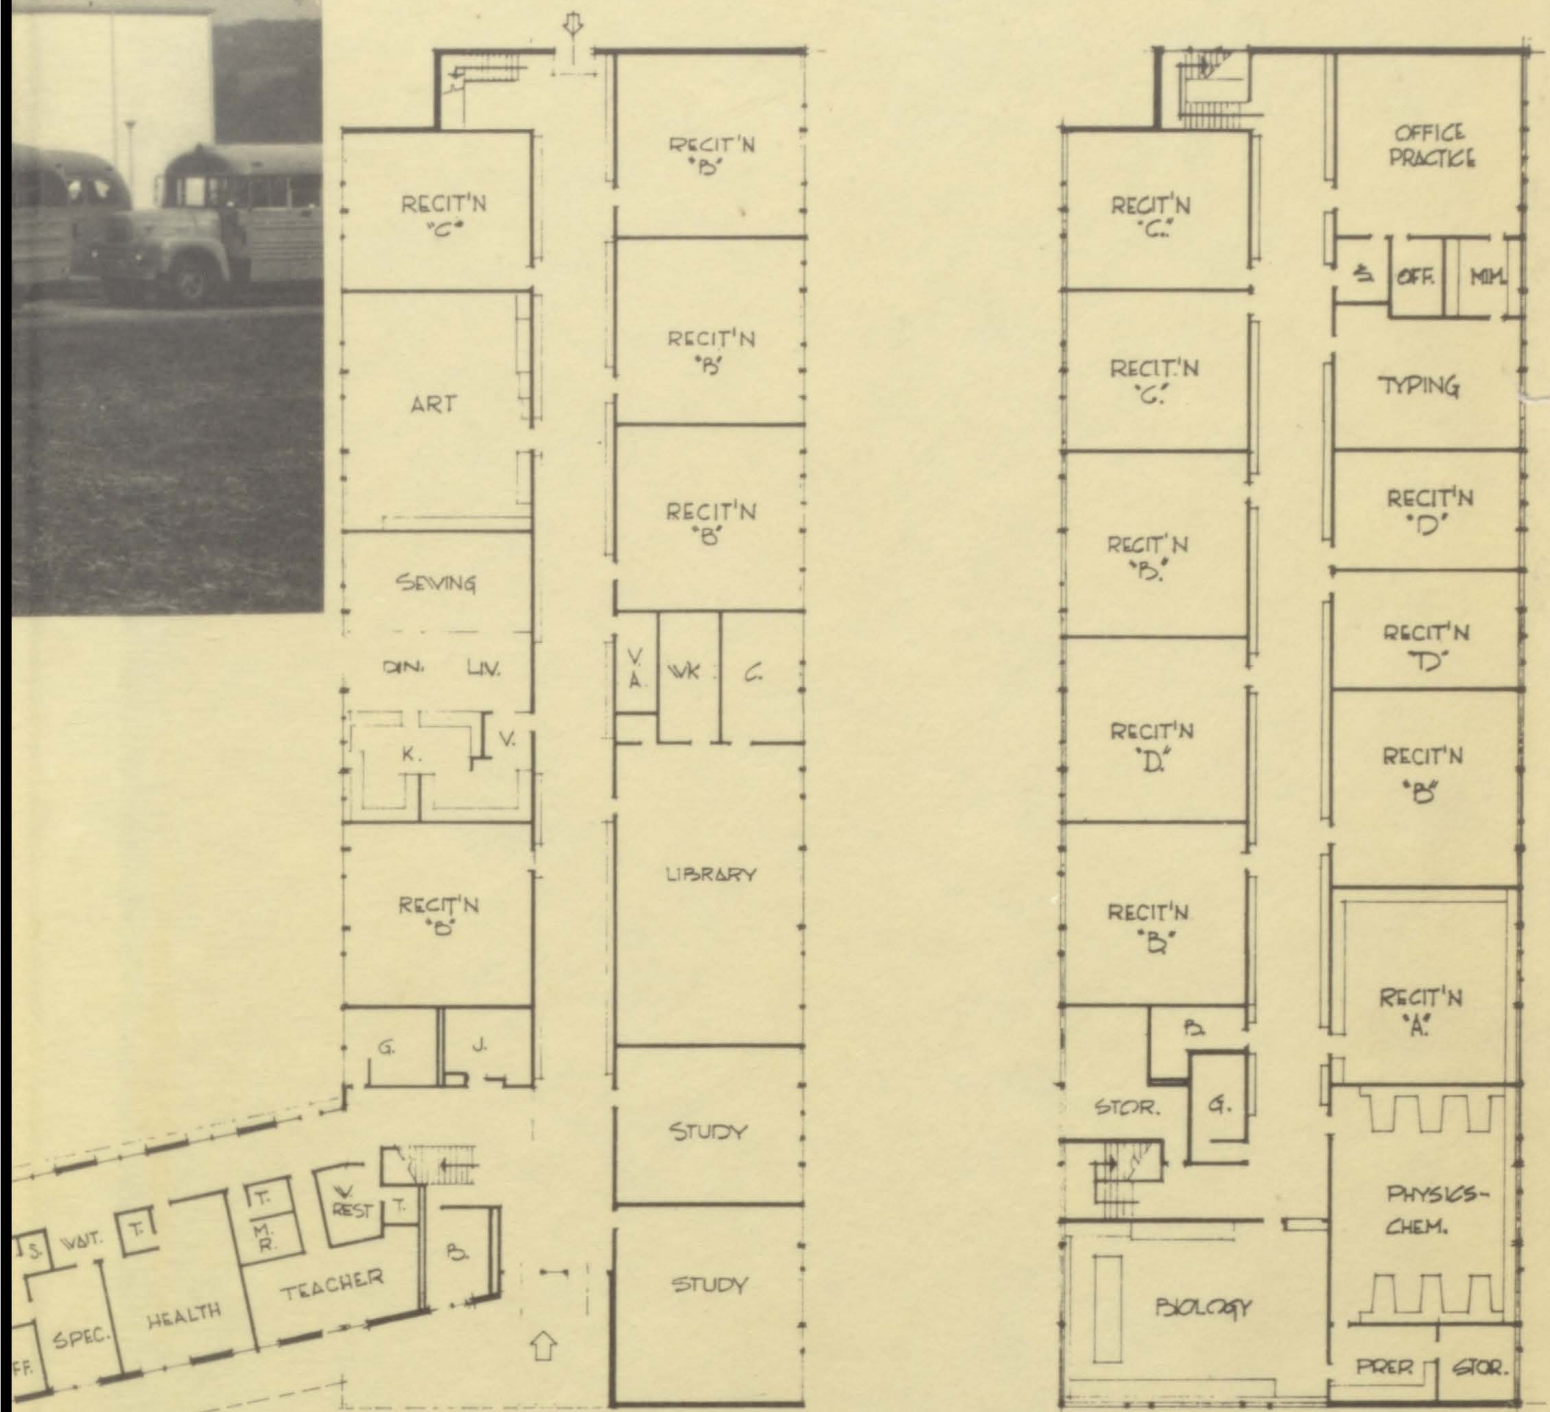 RECIT'N
"B"
RECIT'N
"C"
RECIT'N
"B"
ART
RECIT'N
"B"
SEWING
DIN.
LIV.
V.
A.
WK
C.
K.
V.
LIBRARY
RECIT'N
"B"
G.
J.
STUDY
STUDY
S.
WAIT.
T.
T.
M.
R.
W.
REST
T.
B.
TEACHER
HEALTH
SPEC.
FF.
OFFICE
PRACTICE
RECIT'N
"C."
S.
OFF.
MIM.
RECIT'N
"C."
TYPING
RECIT'N
"D"
RECIT'N
"B."
RECIT'N
"D"
RECIT'N
"D."
RECIT'N
"B"
RECIT'N
"B."
RECIT'N
"A."
B.
STOR.
G.
PHYSICS-
CHEM.
BIOLOGY
PREP.
STOR.